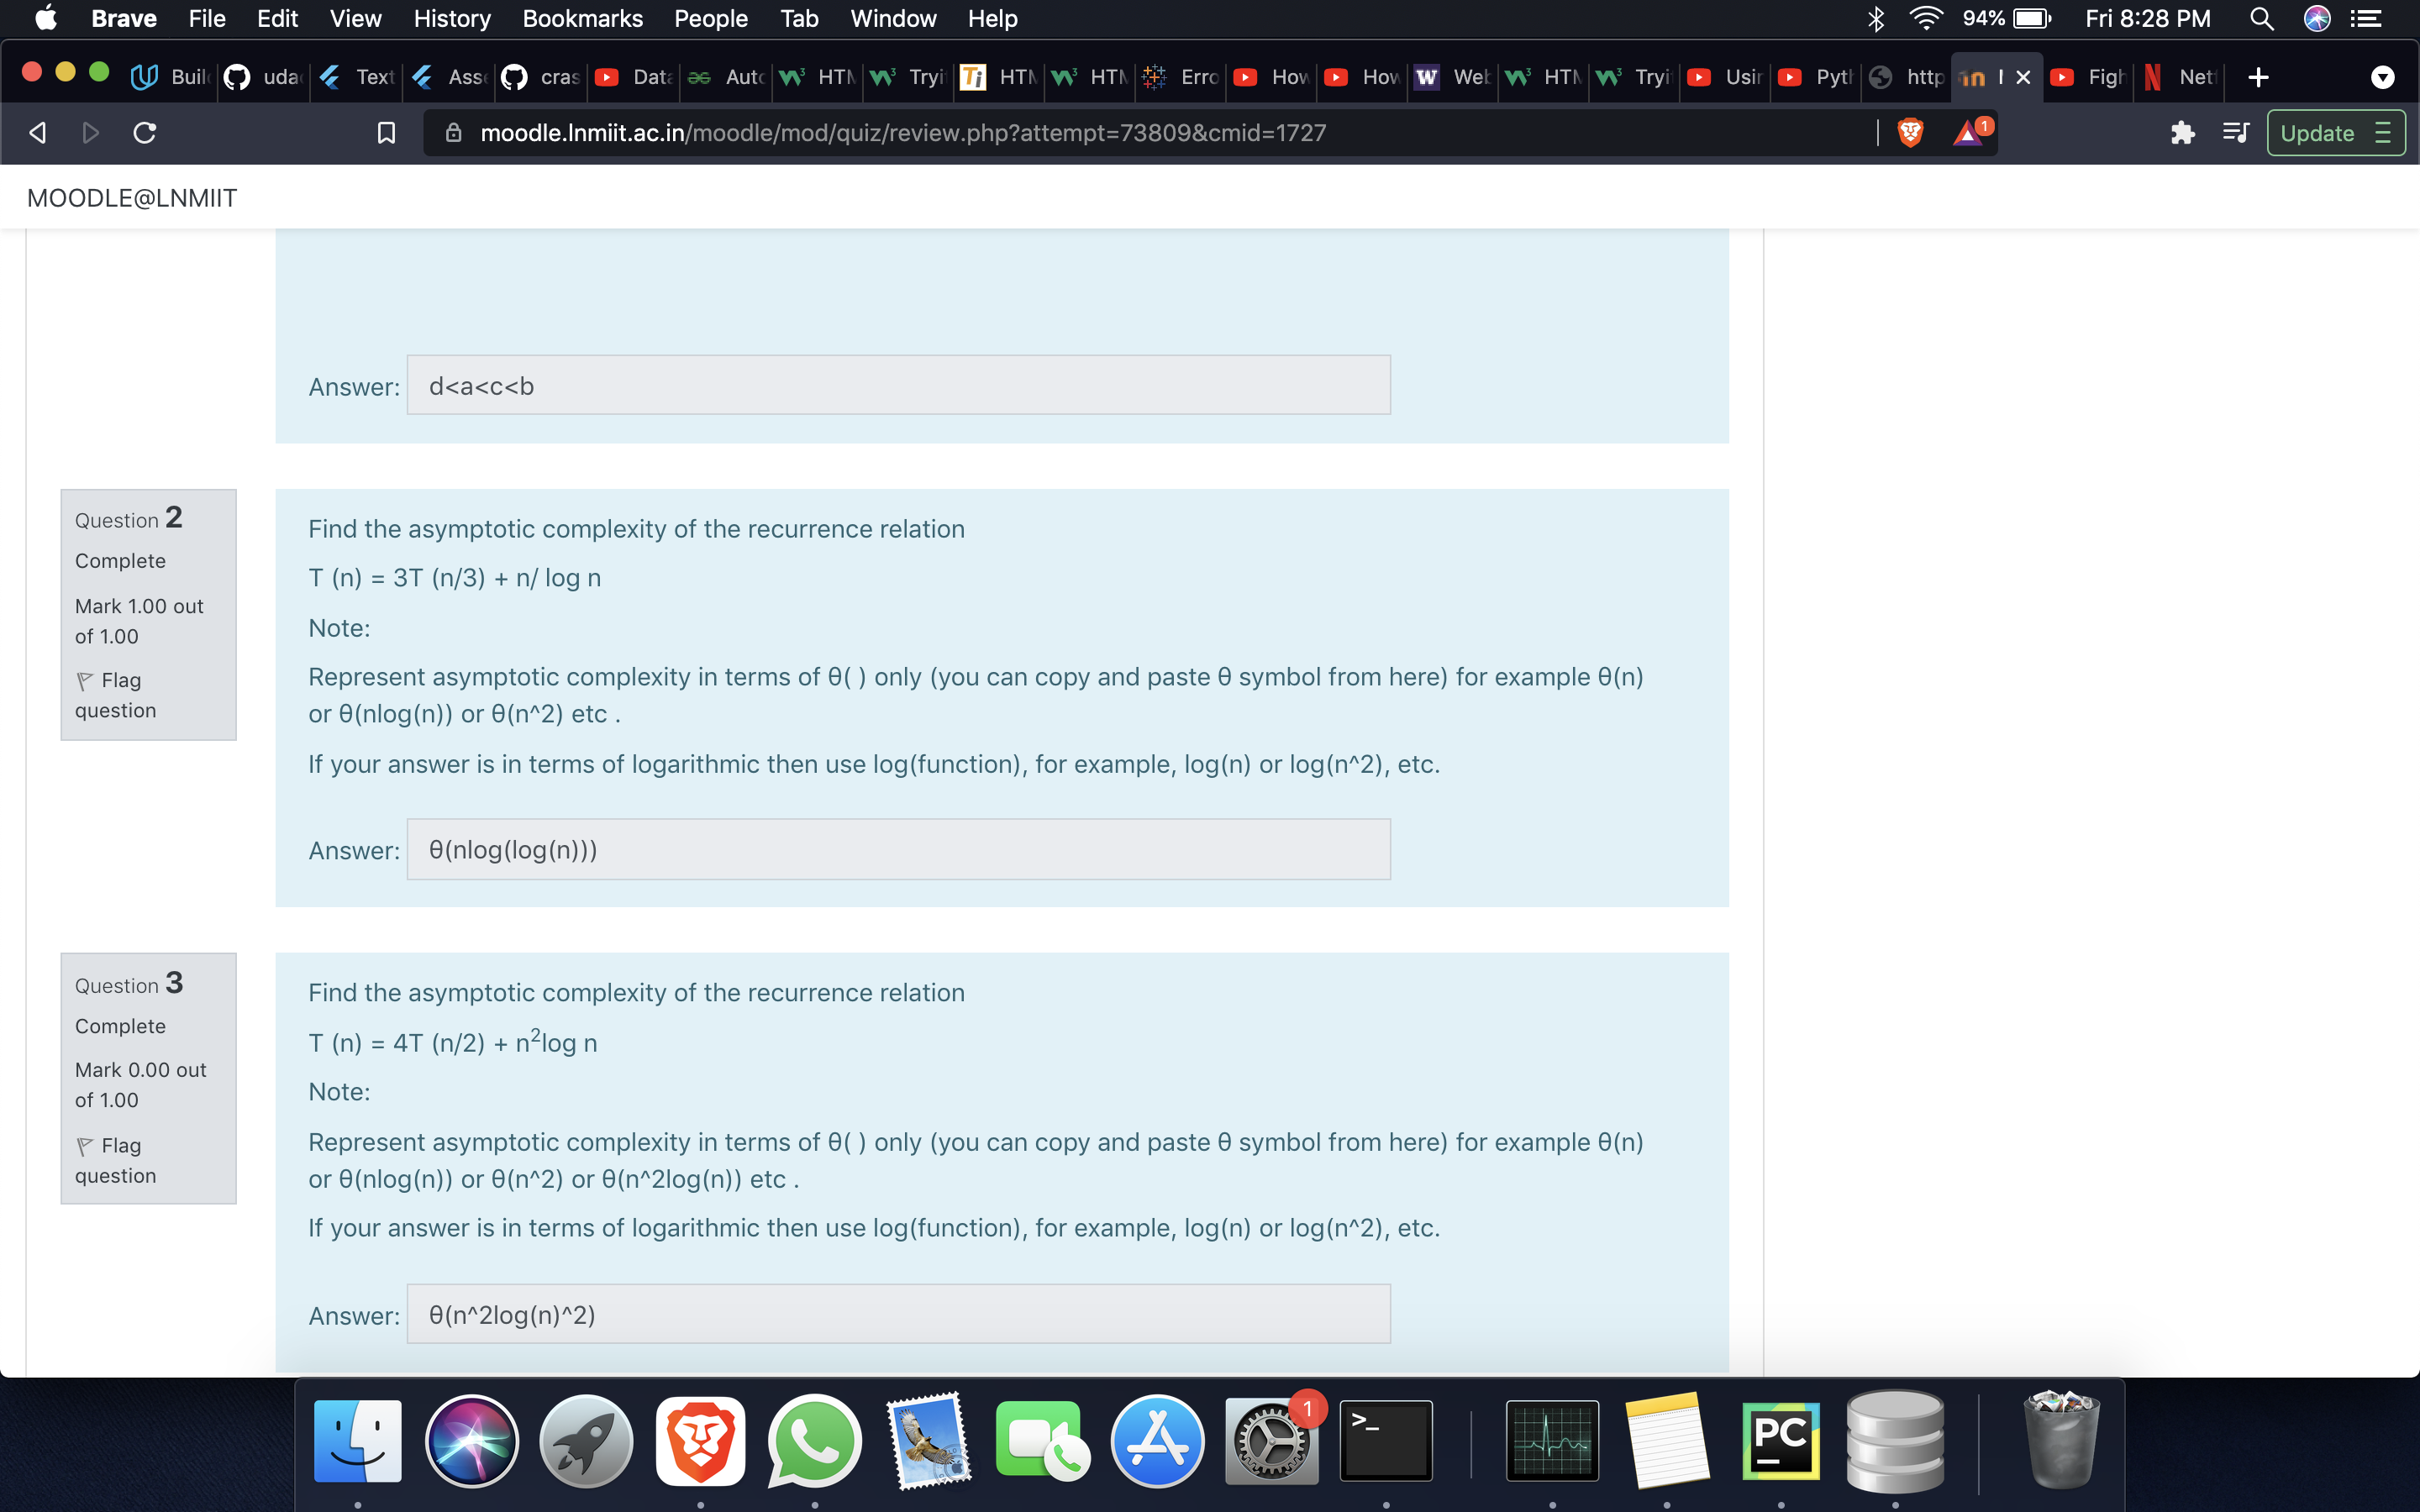 Brave File Edit View History Bookmarks People Tab Window Help 94% Fri 8:28 PM
Buil uda Text Ass cras Data Auto HTM Tryi Ti HTM HTM Erro How How W Web HTM Tryi Usin Pyth http Figh Net
moodle.lnmiit.ac.in/moodle/mod/quiz/review.php?attempt=73809&cmid=1727 1 Update
MOODLE@LNMIIT
Answer: d<a<c<b
Question 2
Complete
Mark 1.00 out
of 1.00
Flag
question
Find the asymptotic complexity of the recurrence relation
T (n) = 3T (n/3) + n/ log n
Note:
Represent asymptotic complexity in terms of θ( ) only (you can copy and paste θ symbol from here) for example θ(n)
or θ(nlog(n)) or θ(n^2) etc .
If your answer is in terms of logarithmic then use log(function), for example, log(n) or log(n^2), etc.
Answer: θ(nlog(log(n)))
Question 3
Complete
Mark 0.00 out
of 1.00
Flag
question
Find the asymptotic complexity of the recurrence relation
T (n) = 4T (n/2) + n²log n
Note:
Represent asymptotic complexity in terms of θ( ) only (you can copy and paste θ symbol from here) for example θ(n)
or θ(nlog(n)) or θ(n^2) or θ(n^2log(n)) etc .
If your answer is in terms of logarithmic then use log(function), for example, log(n) or log(n^2), etc.
Answer: θ(n^2log(n)^2)
1
>_
PC